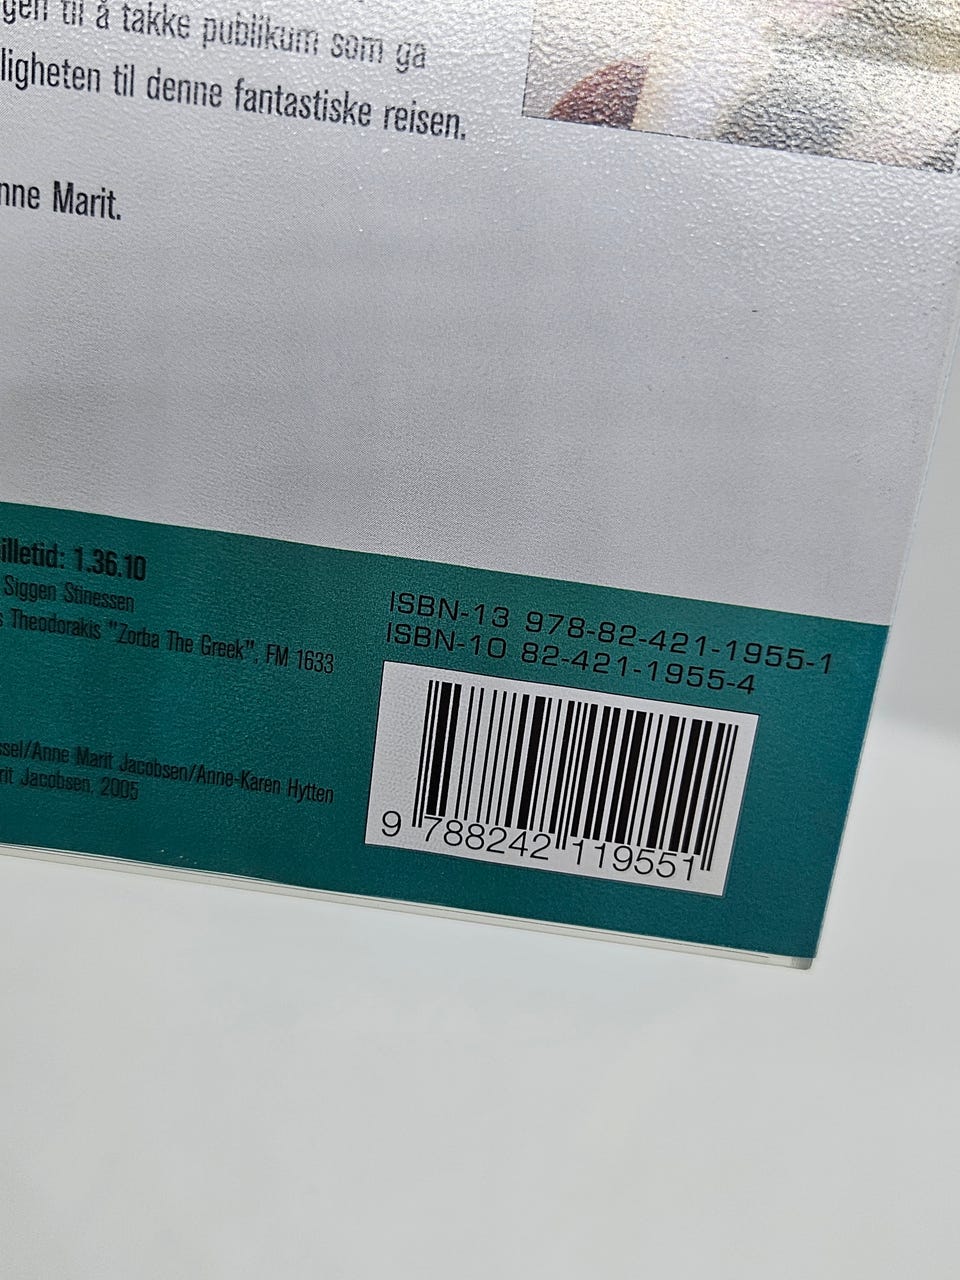 til å takke publikum som ga
ligheten til denne fantastiske reisen.
nne Marit.
illetid: 1.36.10
Siggen Stinessen
s Theodorakis "Zorba The Greek", FM 1633
ssel/Anne Marit Jacobsen/Anne-Karen Hytten
rit Jacobsen, 2005
ISBN-13 978-82-421-1955-1
ISBN-10 82-421-1955-4
9 788242 119551